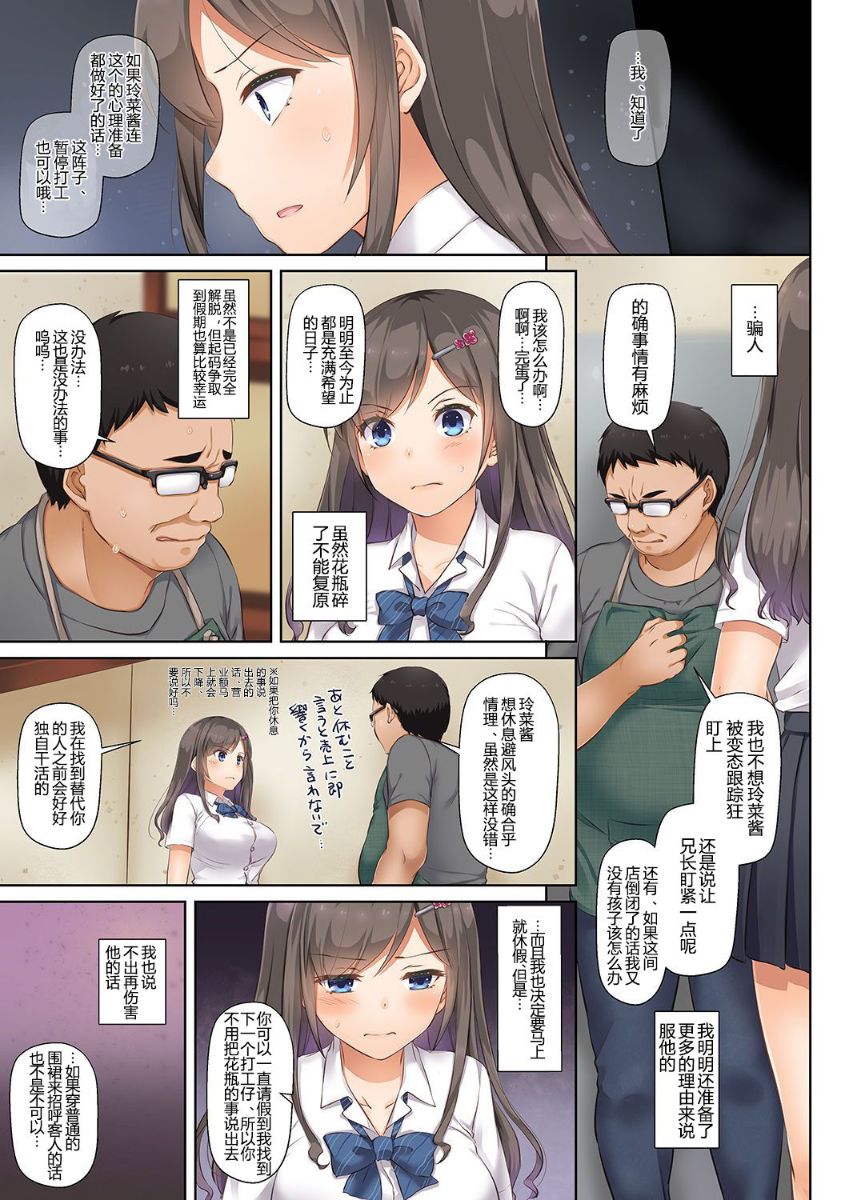 …我、知道了
如果玲菜酱连
这个的心理准备
都做好了的话…
这阵子、
暂停打工
也可以哦…
…骗人
的确事情有麻烦
我也不想玲菜酱
被变态跟踪狂
盯上
还是说让
兄长盯紧一点呢
还有、如果这间
店倒闭了的话我又
没有孩子该怎么办
我明明还准备了
更多的理由来说
服他的
我该怎么办啊…
啊啊…完蛋了
明明至今为止
都是充满希望
的日子…
虽然花瓶碎
了不能复原
虽然不是已经完全
解脱,但起码争取
到假期也算比较幸运
没办法…
这也是没办法的事…
呜呜…
玲菜酱
想休息避风头的确合乎
情理、虽然是这样没错…
あと休むこと
言うと売上に即
響くから言わないで…
※如果把你休息
的事说
出去的
话,营
业额马
上就会
下降、
所以不
要说好吗…
我在找到替代你
的人之前会好好
独自干活的
…而且我也决定要马上
就休假、但是…
你可以一直请假到我找到
下一个打工仔、所以你
不用把花瓶的事说出去
我也说
不出再伤害
他的话
…如果穿普通的
围裙来招呼客人的话
也不是不可以…